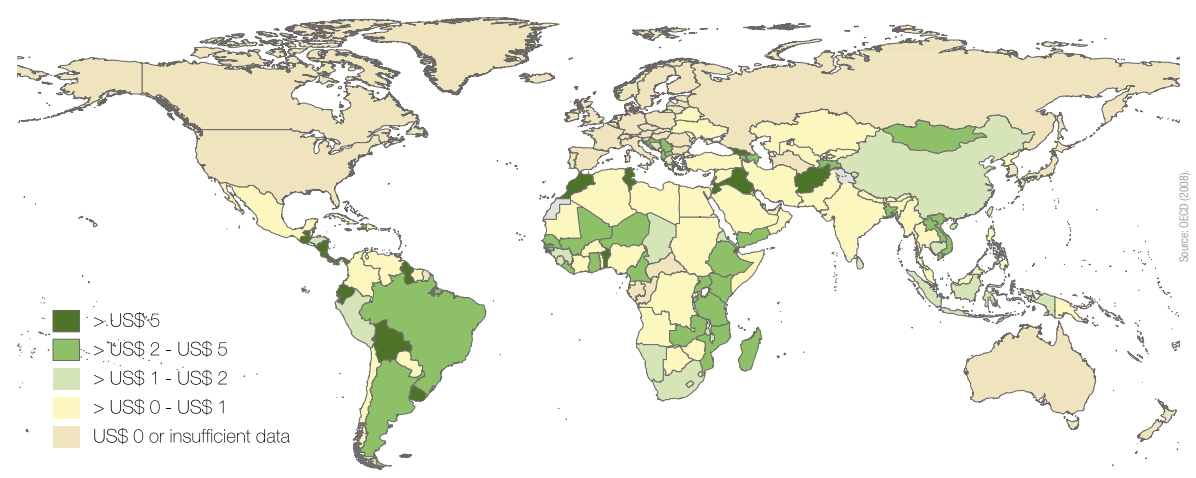 > US$ 5
> US$ 2 - US$ 5
> US$ 1 - US$ 2
> US$ 0 - US$ 1
US$ 0 or insufficient data
Source: OECD (2008).